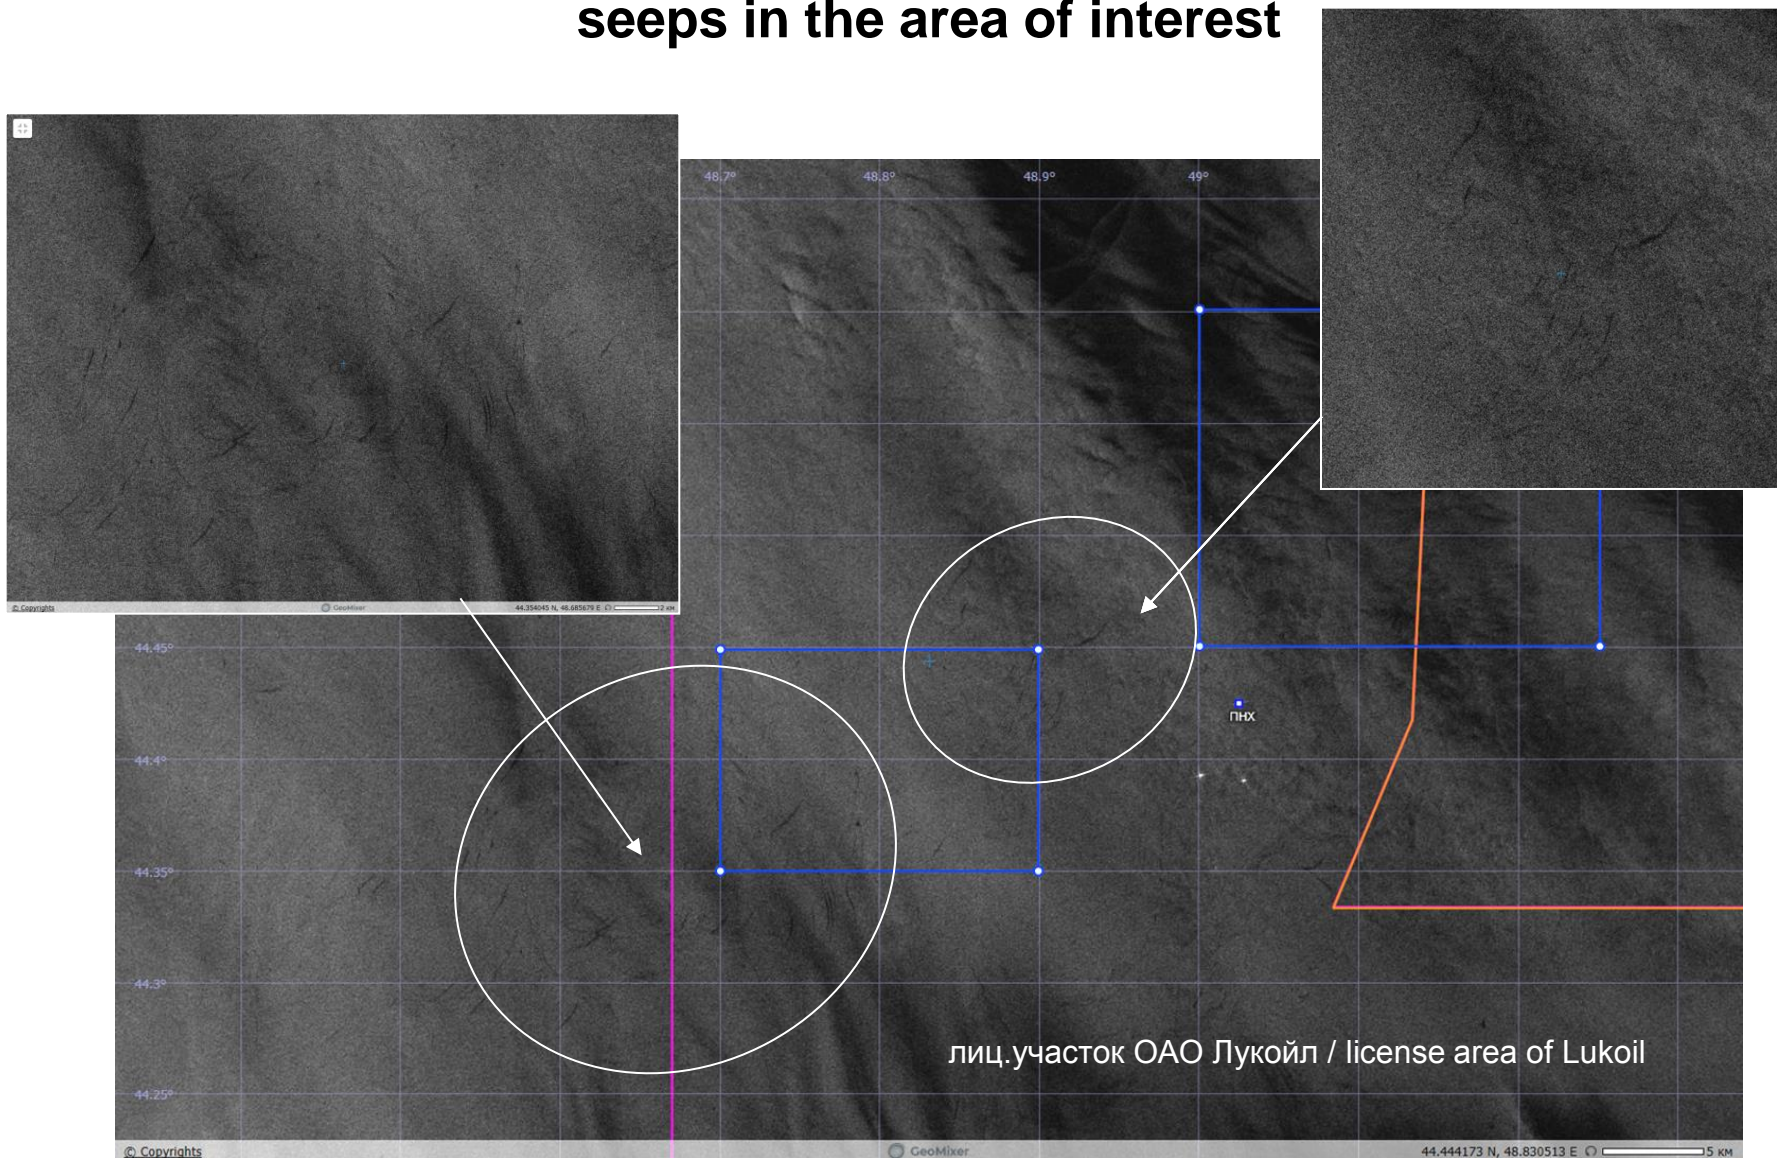 seeps in the area of interest
© Copyrights
GeoMixer
44.354045 N, 48.685679 E
2 км
48.7°
48.8°
48.9°
49°
44.45°
44.4°
44.35°
44.3°
44.25°
ПНХ
лиц.участок ОАО Лукойл / license area of Lukoil
© Copyrights
GeoMixer
44.444173 N, 48.830513 E
5 км